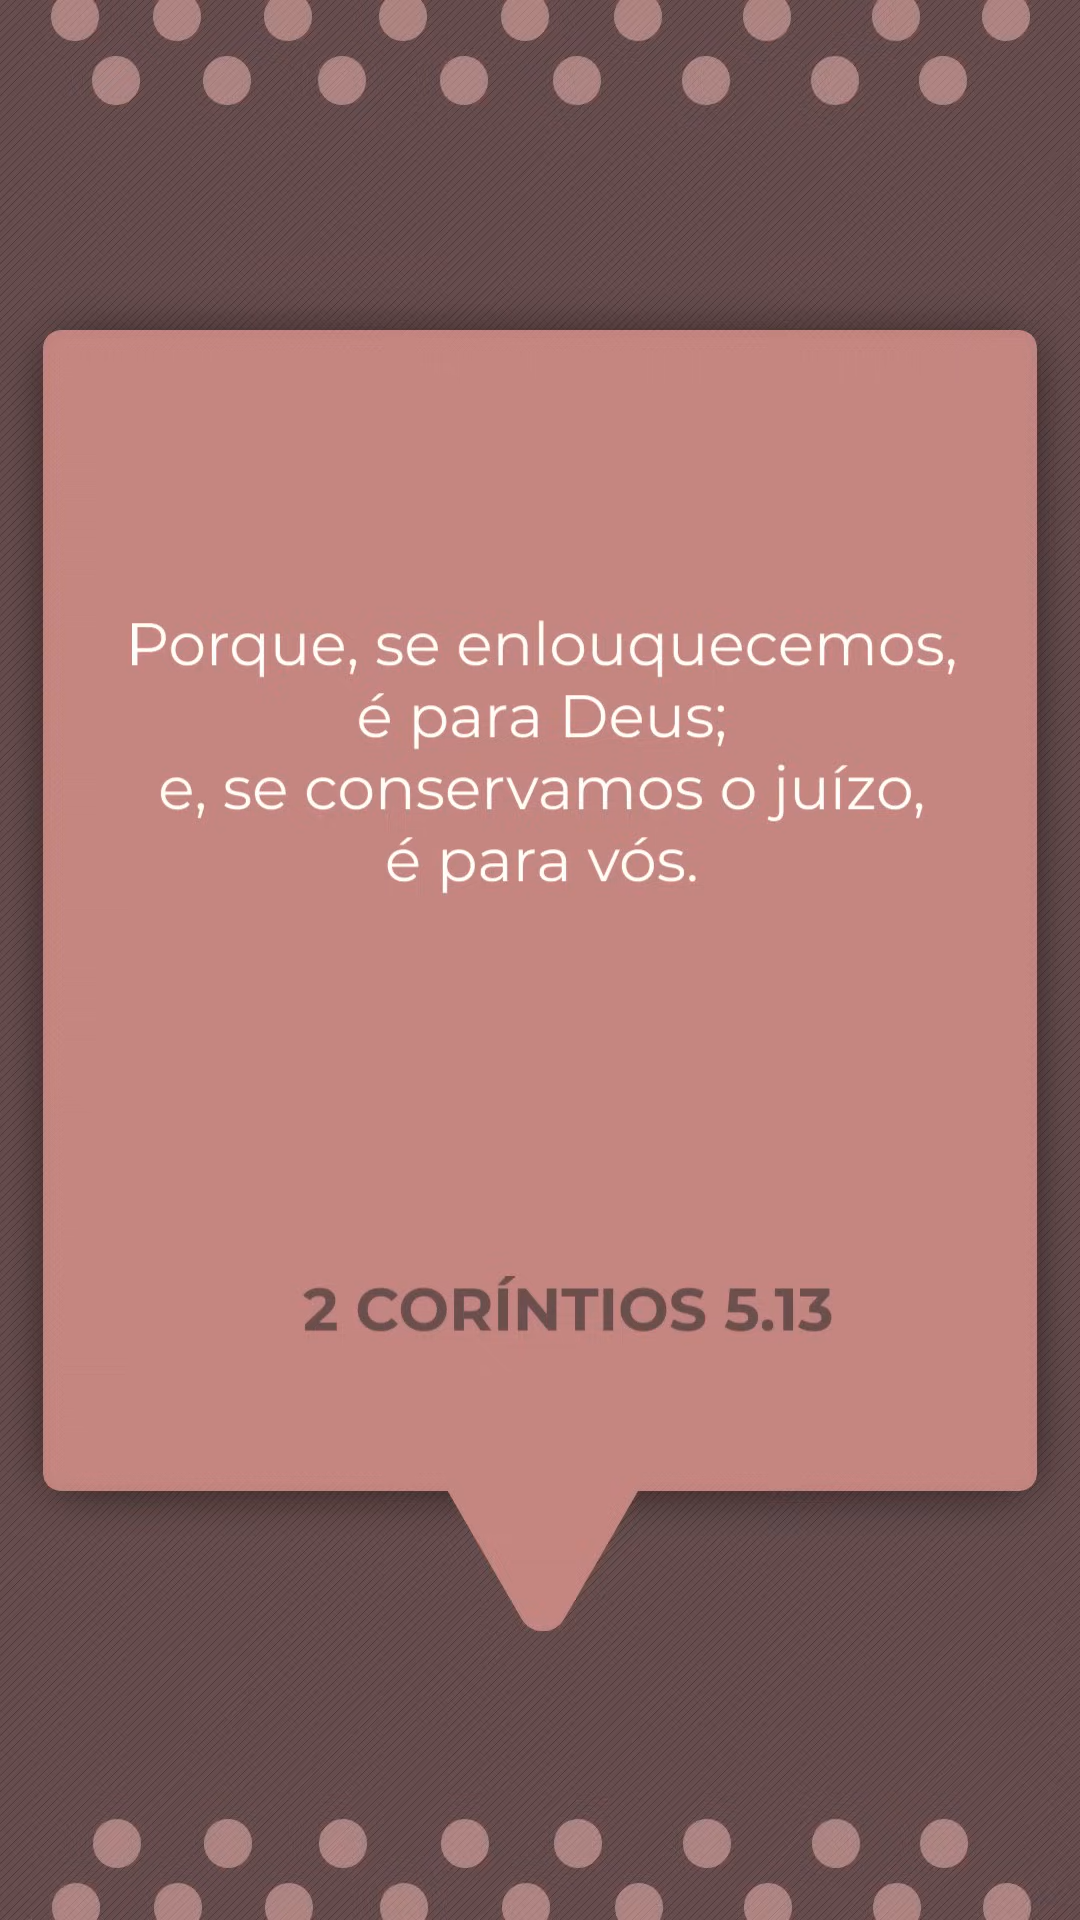 Porque, se enlouquecemos,
é para Deus;
e, se conservamos o juízo,
é para vós.
2 CORÍNTIOS 5.13